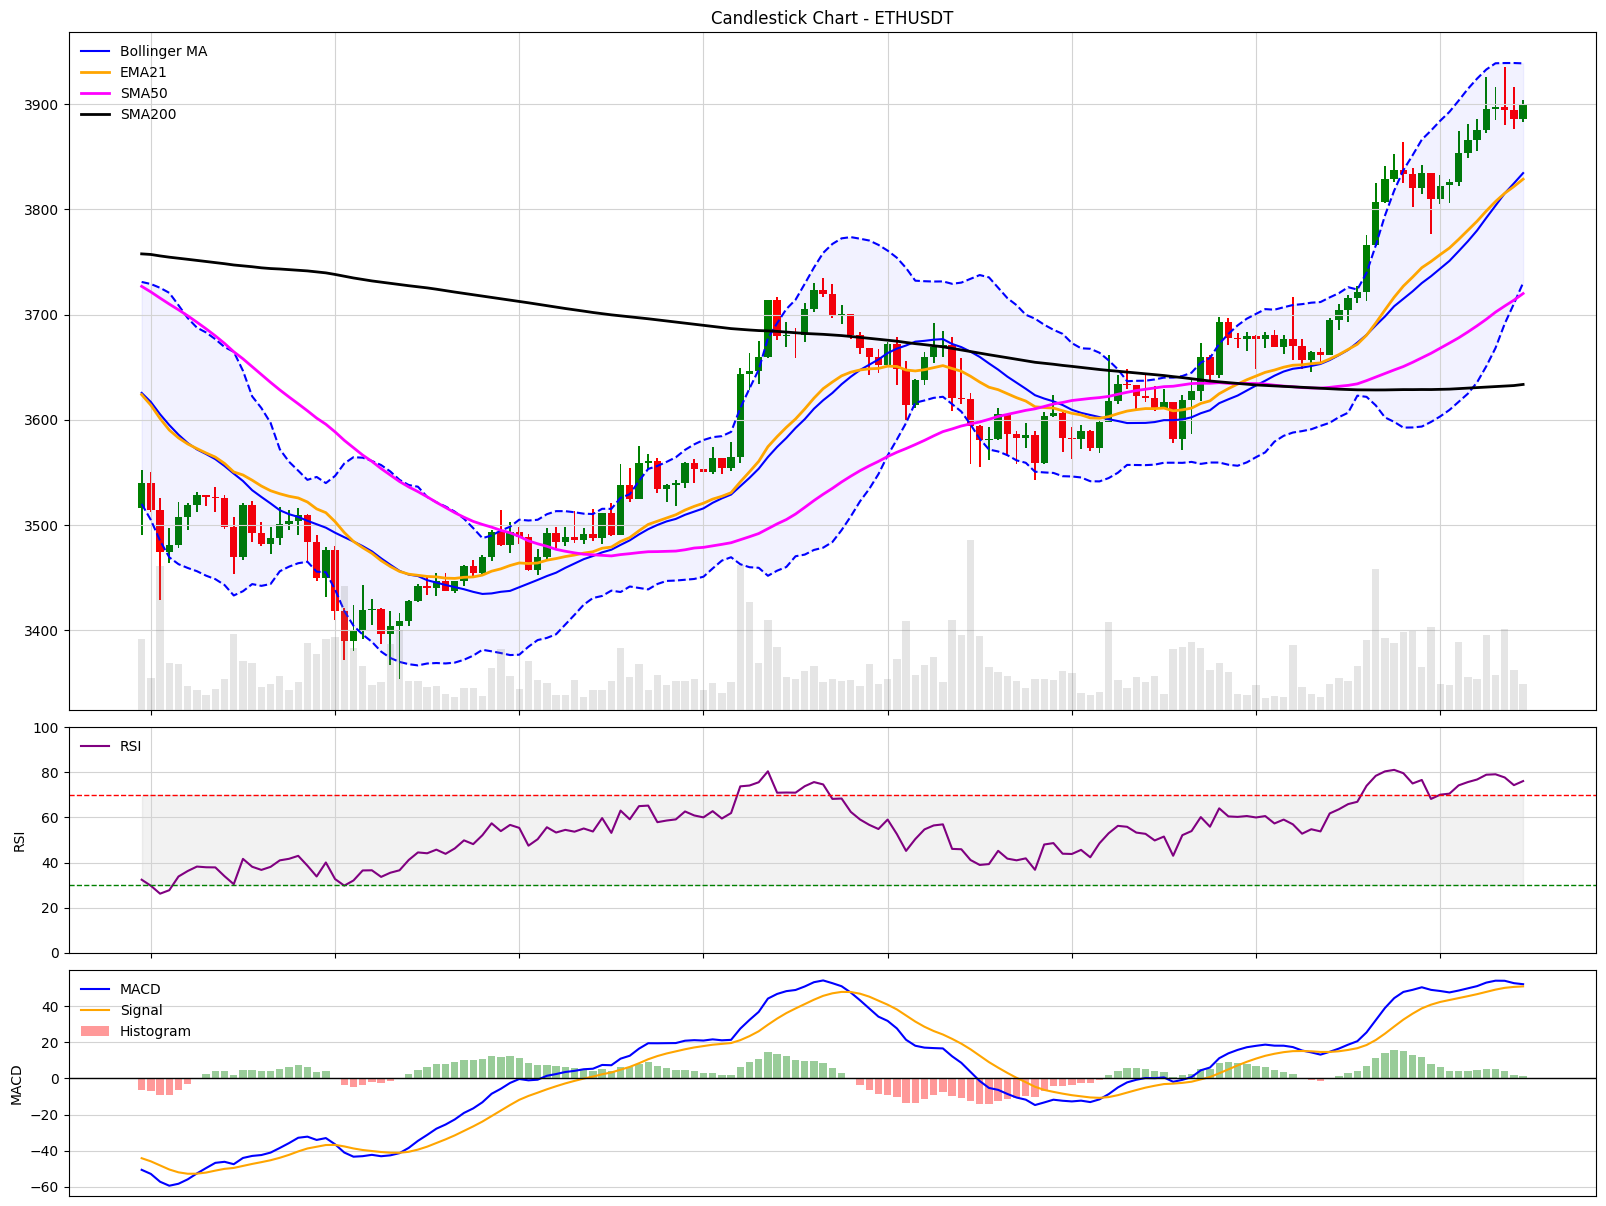 Candlestick Chart - ETHUSDT
Bollinger MA
EMA21
SMA50
SMA200
3900
3800
3700
3600
3500
3400
RSI
100
80
60
40
20
0
RSI
MACD
Signal
Histogram
40
20
0
−20
−40
−60
MACD